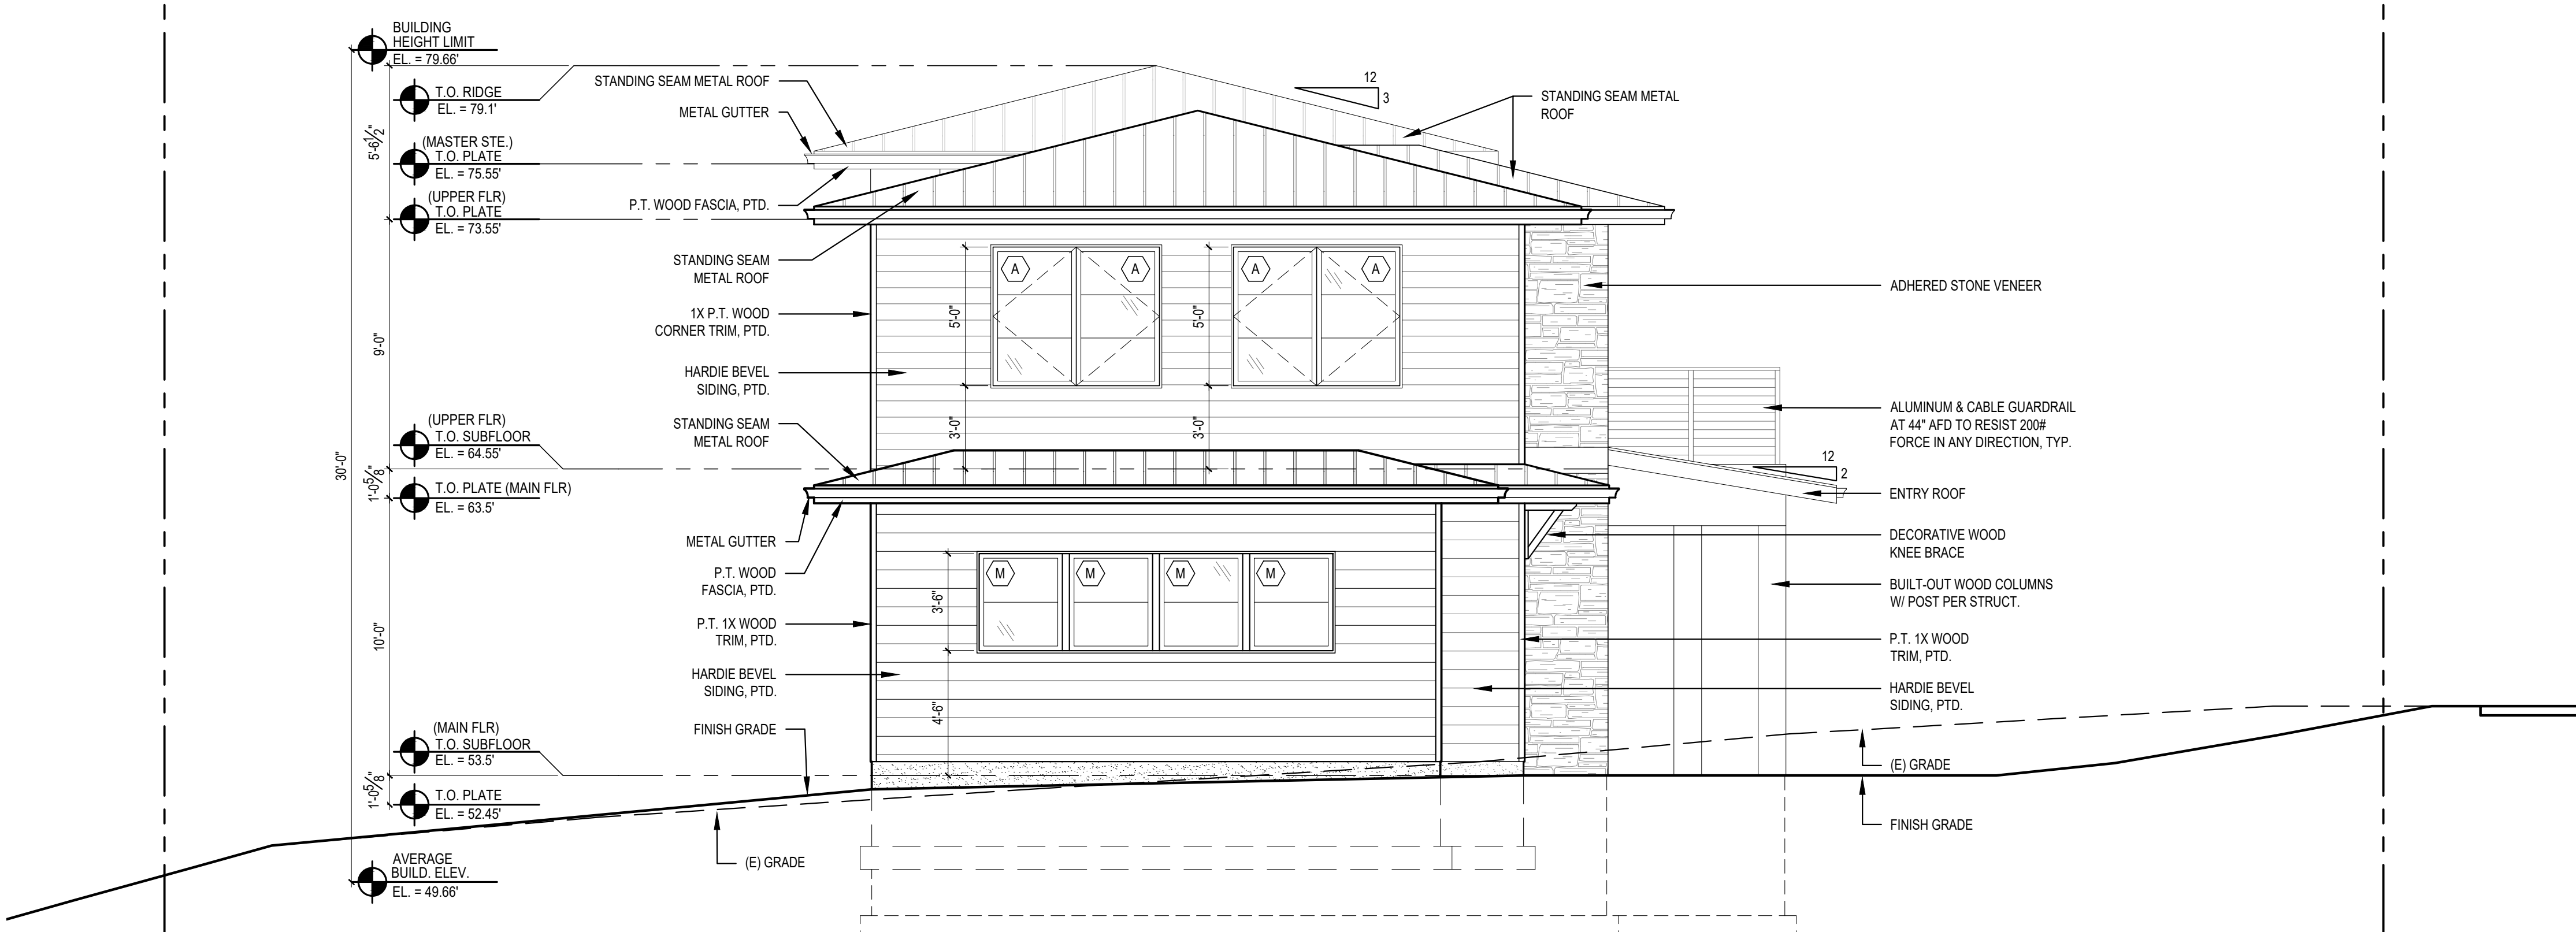 BUILDING
HEIGHT LIMIT
EL. = 79.66'
T.O. RIDGE
EL. = 79.1'
(MASTER STE.)
T.O. PLATE
EL. = 75.55'
(UPPER FLR)
T.O. PLATE
EL. = 73.55'
(UPPER FLR)
T.O. SUBFLOOR
EL. = 64.55'
T.O. PLATE (MAIN FLR)
EL. = 63.5'
(MAIN FLR)
T.O. SUBFLOOR
EL. = 53.5'
T.O. PLATE
EL. = 52.45'
AVERAGE
BUILD. ELEV.
EL. = 49.66'
30'-0"
5'-6 1/2"
9'-0"
1'-0 5/8"
10'-0"
1'-0 5/8"
STANDING SEAM METAL ROOF
METAL GUTTER
P.T. WOOD FASCIA, PTD.
STANDING SEAM
METAL ROOF
1X P.T. WOOD
CORNER TRIM, PTD.
HARDIE BEVEL
SIDING, PTD.
STANDING SEAM
METAL ROOF
METAL GUTTER
P.T. WOOD
FASCIA, PTD.
P.T. 1X WOOD
TRIM, PTD.
HARDIE BEVEL
SIDING, PTD.
FINISH GRADE
(E) GRADE
12
3
A
A
A
A
5'-0"
5'-0"
3'-0"
3'-0"
M
M
M
M
3'-6"
4'-6"
STANDING SEAM METAL
ROOF
ADHERED STONE VENEER
ALUMINUM & CABLE GUARDRAIL
AT 44" AFD TO RESIST 200#
FORCE IN ANY DIRECTION, TYP.
12
2
ENTRY ROOF
DECORATIVE WOOD
KNEE BRACE
BUILT-OUT WOOD COLUMNS
W/ POST PER STRUCT.
P.T. 1X WOOD
TRIM, PTD.
HARDIE BEVEL
SIDING, PTD.
(E) GRADE
FINISH GRADE